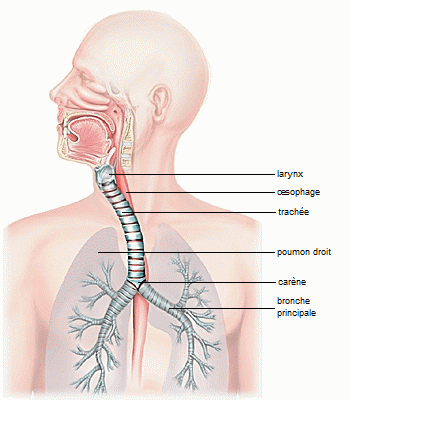 larynx
œsophage
trachée
poumon droit
carène
bronche
principale